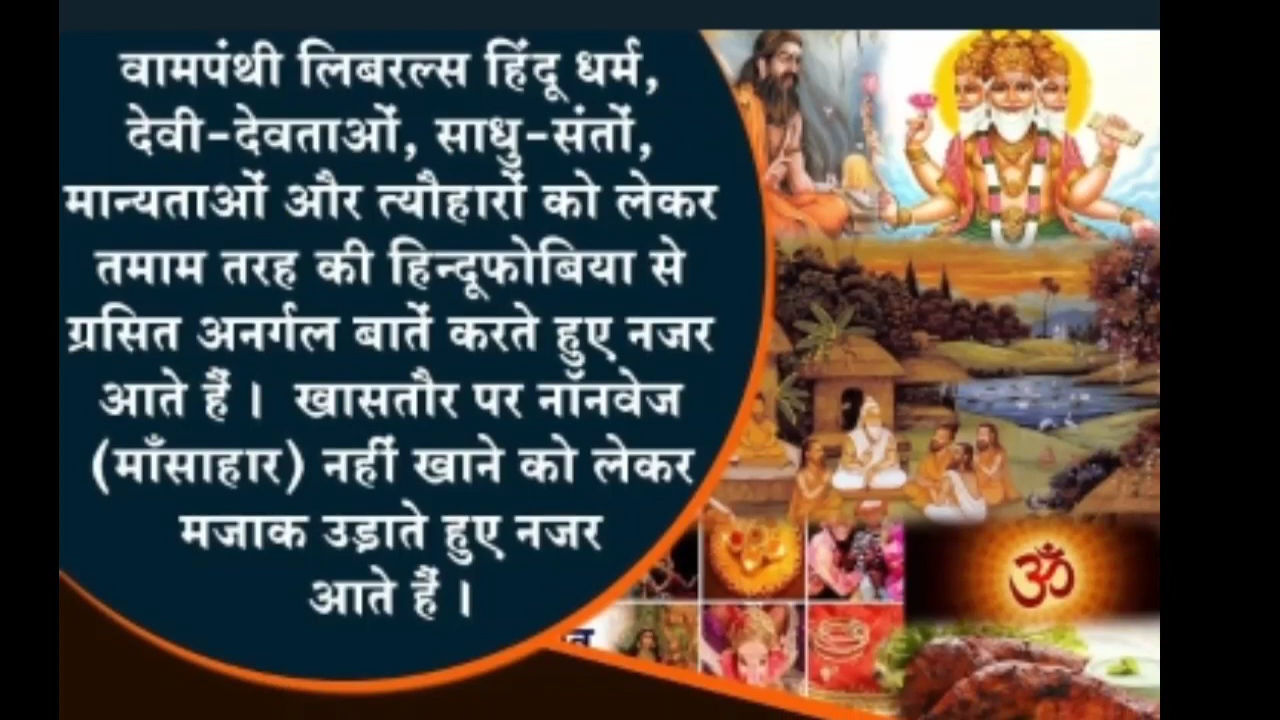 वामपंथी लिबरल्स हिंदू धर्म,
देवी-देवताओं, साधु-संतों,
मान्यताओं और त्यौहारों को लेकर
तमाम तरह की हिन्दूफोबिया से
ग्रसित अनर्गल बातें करते हुए नजर
आते हैं। खासतौर पर नॉनवेज
(माँसाहार) नहीं खाने को लेकर
मजाक उड़ाते हुए नजर
आते हैं।
ॐ